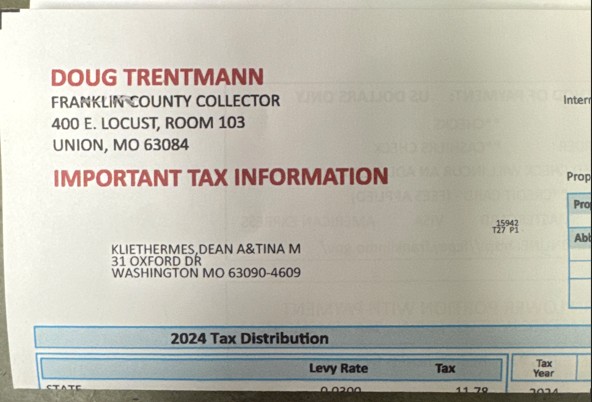 DOUG TRENTMANN
FRANKLIN COUNTY COLLECTOR
400 E. LOCUST, ROOM 103
UNION, MO 63084
Intern
IMPORTANT TAX INFORMATION
Prop
Pro
15942
T27 P1
Abl
KLIETHERMES,DEAN A&TINA M
31 OXFORD DR
WASHINGTON MO 63090-4609
2024 Tax Distribution
Levy Rate Tax Tax Year
STATE 0.0300 11.78 2024